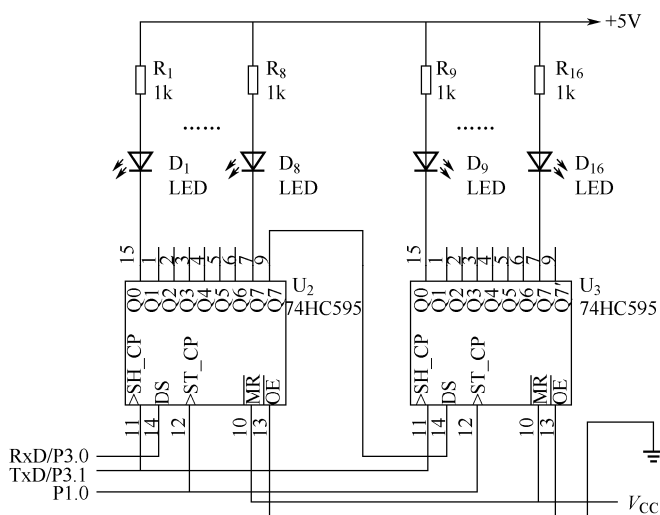 +5V
R1 R8 R9 R16
1k 1k 1k 1k
...... ......
D1 D8 D9 D16
LED LED LED LED
15 1 2 3 4 5 6 7 9 15 1 2 3 4 5 6 7 9
U2 U3
Q0 Q1 Q2 Q3 Q4 Q5 Q6 Q7 Q7 74HC595 Q0 Q1 Q2 Q3 Q4 Q5 Q6 Q7 Q7' 74HC595
>SH_CP DS >ST_CP MR OE >SH_CP DS >ST_CP MR OE
11 14 12 10 13 11 14 12 10 13
RxD/P3.0
TxD/P3.1
P1.0
VCC